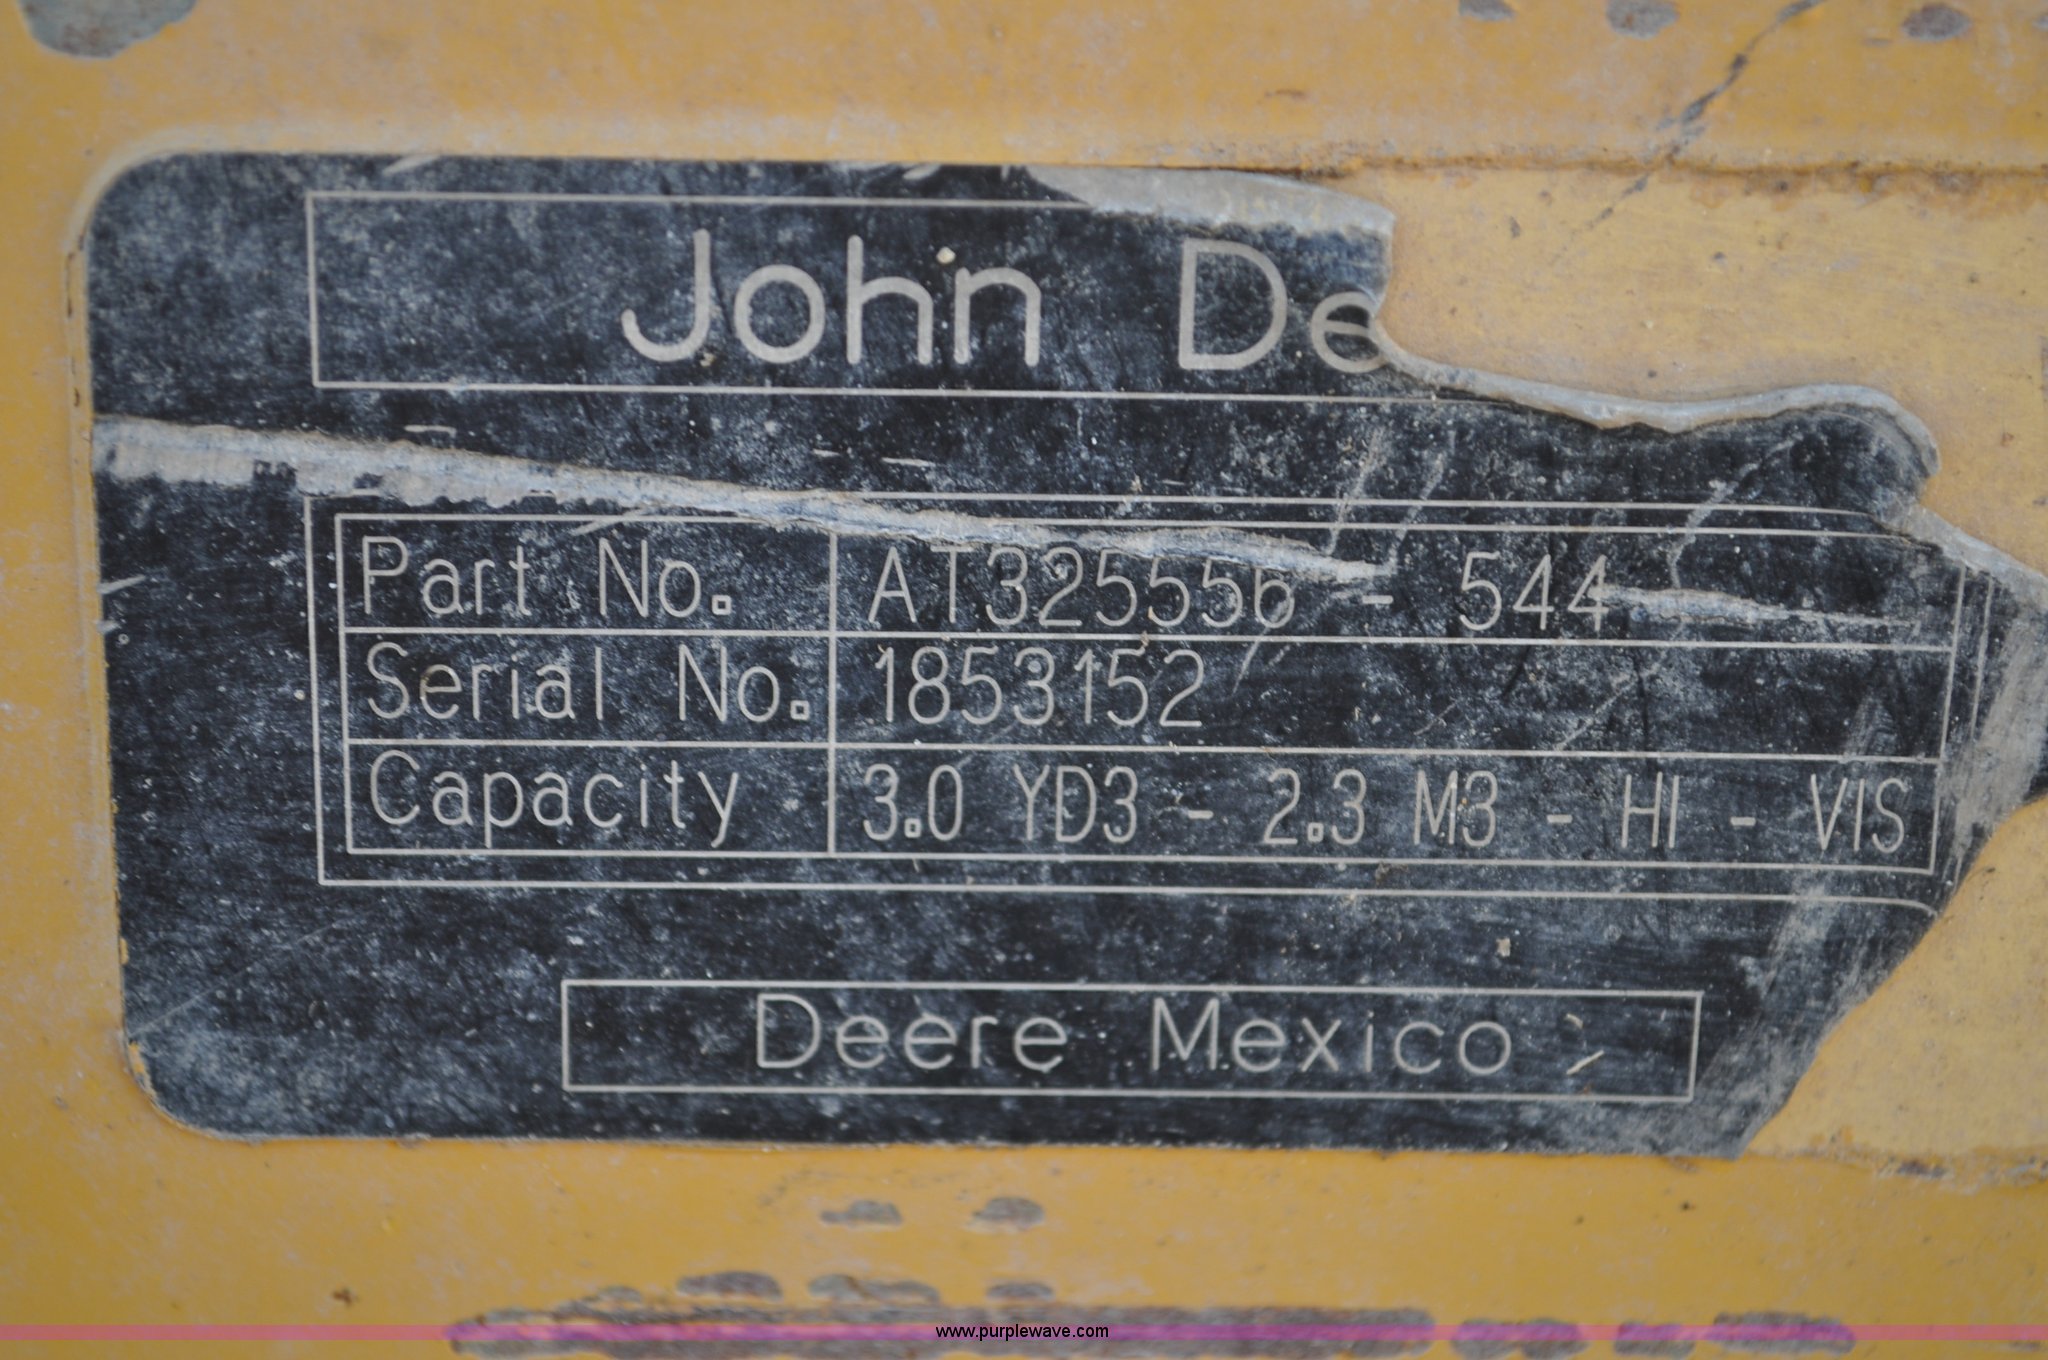 John De
Part No. AT325556 - 544
Serial No. 1853152
Capacity 3.0 YD3 - 2.3 M3 - HI - VIS
Deere Mexico
www.purplewave.com